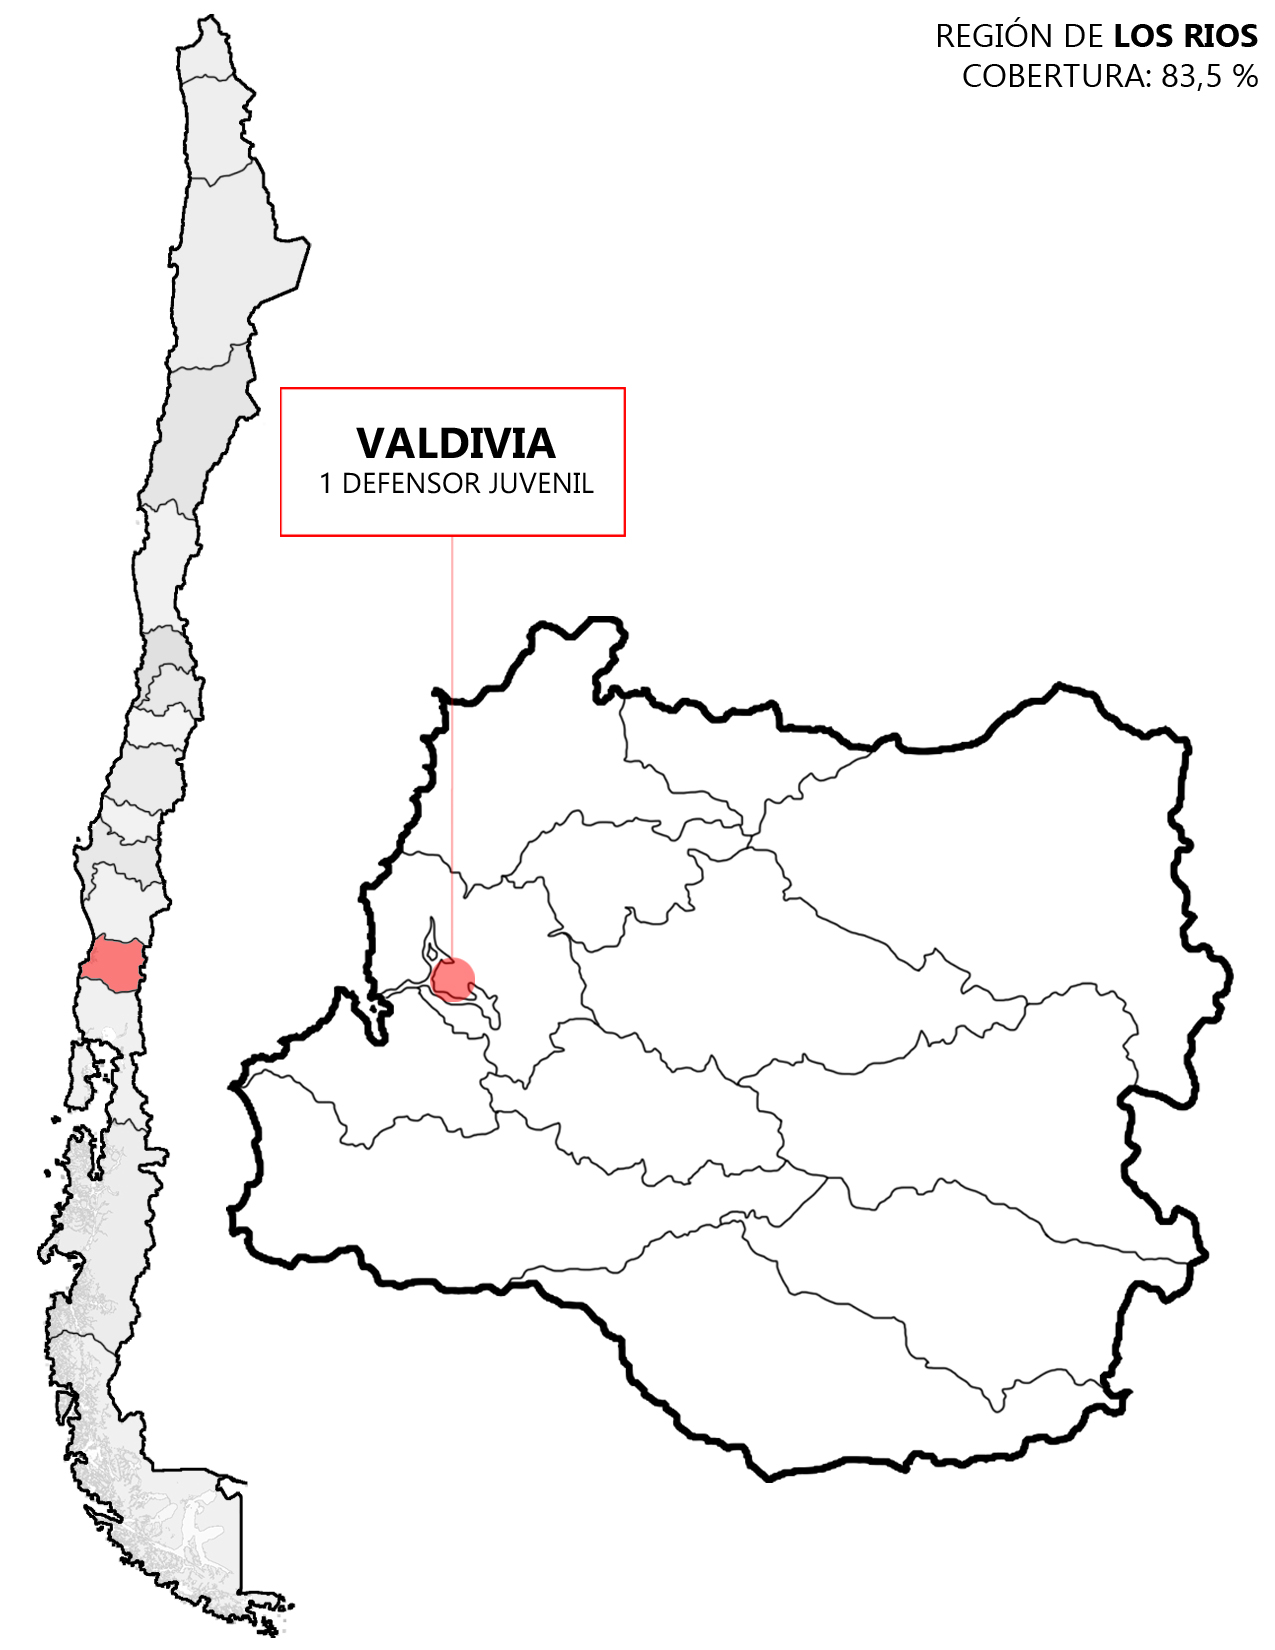 REGIÓN DE LOS RIOS
COBERTURA: 83,5 %
VALDIVIA
1 DEFENSOR JUVENIL